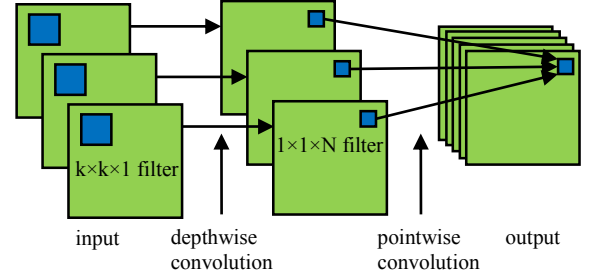 k×k×1 filter
1×1×N filter
input
depthwise
convolution
pointwise
convolution
output